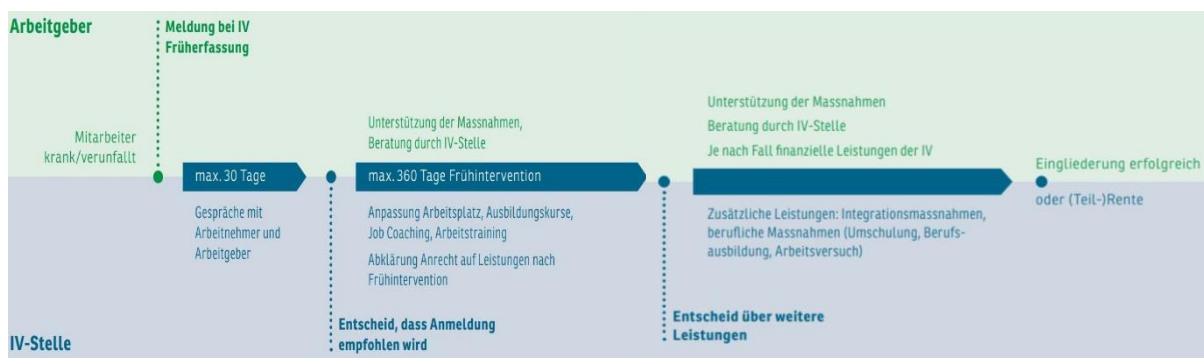 Arbeitgeber
Meldung bei IV
Früherfassung
Mitarbeiter
krank/verunfallt
max. 30 Tage
Gespräche mit
Arbeitnehmer und
Arbeitgeber
Unterstützung der Massnahmen,
Beratung durch IV-Stelle
max. 360 Tage Frühintervention
Anpassung Arbeitsplatz, Ausbildungskurse,
Job Coaching, Arbeitstraining
Abklärung Anrecht auf Leistungen nach
Frühintervention
Unterstützung der Massnahmen
Beratung durch IV-Stelle
Je nach Fall finanzielle Leistungen der IV
Zusätzliche Leistungen: Integrationsmassnahmen,
berufliche Massnahmen (Umschulung, Berufs-
ausbildung, Arbeitsversuch)
Eingliederung erfolgreich
oder (Teil-)Rente
Entscheid, dass Anmeldung
empfohlen wird
Entscheid über weitere
Leistungen
IV-Stelle